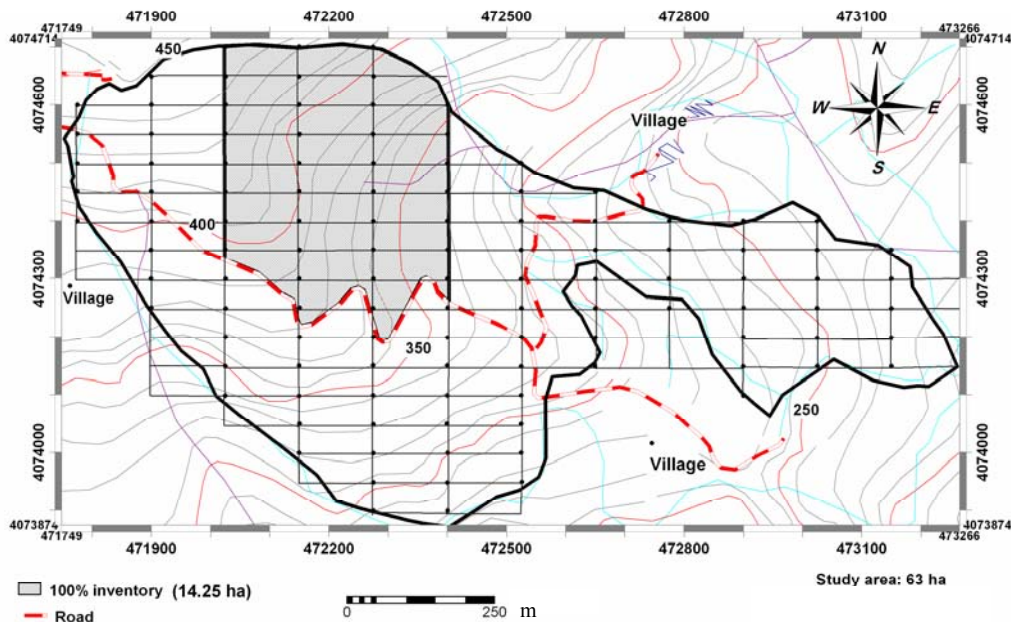 471749 471900 472200 472500 472800 473100 473266
4074714 4074714
450
N
4074600 4074600
W E
Village
S
400
4074300 4074300
Village
350
250
4074000 4074000
Village
4073874 4073874
471749 471900 472200 472500 472800 473100 473266
100% inventory (14.25 ha)
Study area: 63 ha
Road
0 250 m